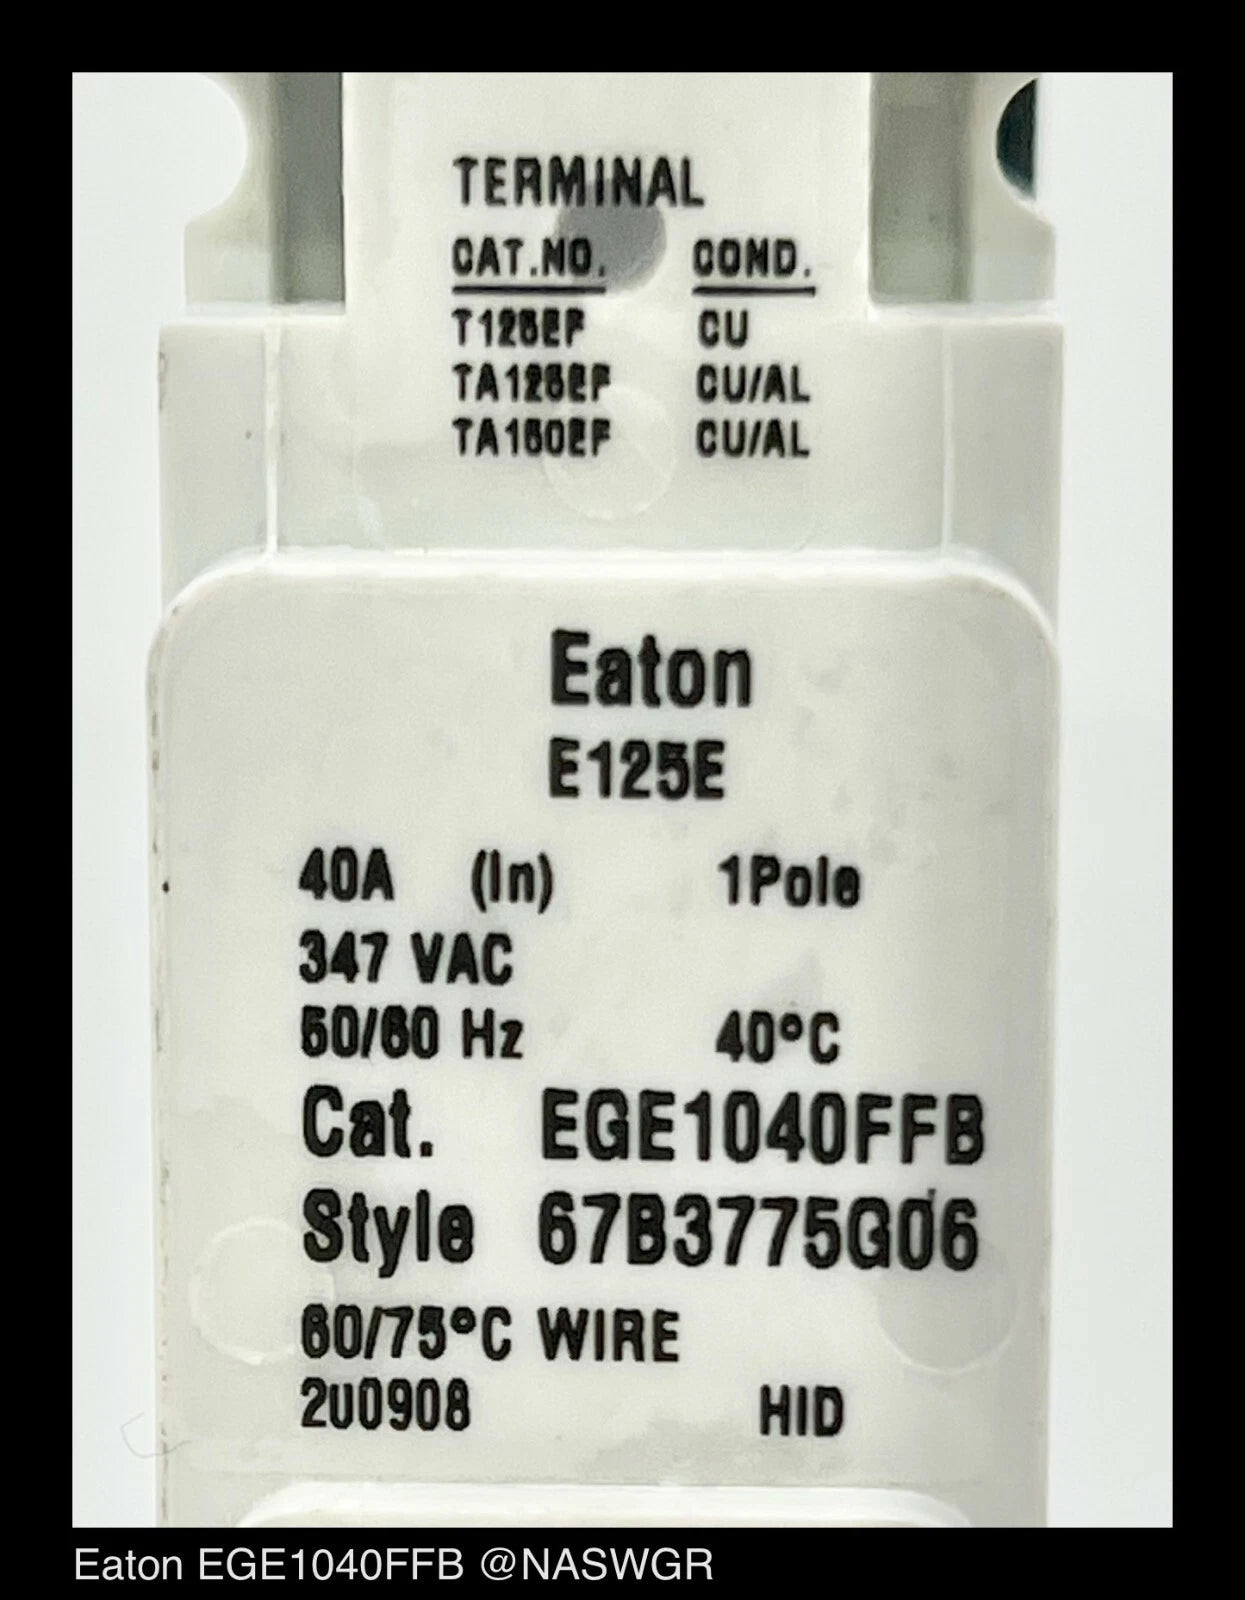 TERMINAL
CAT.NO. COND.
T125EF CU
TA125EF CU/AL
TA150EF CU/AL
Eaton
E125E
40A (In) 1Pole
347 VAC
50/60 Hz 40°C
Cat. EGE1040FFB
Style 67B3775G06
60/75°C WIRE
2U0908 HID
Eaton EGE1040FFB @NASWGR